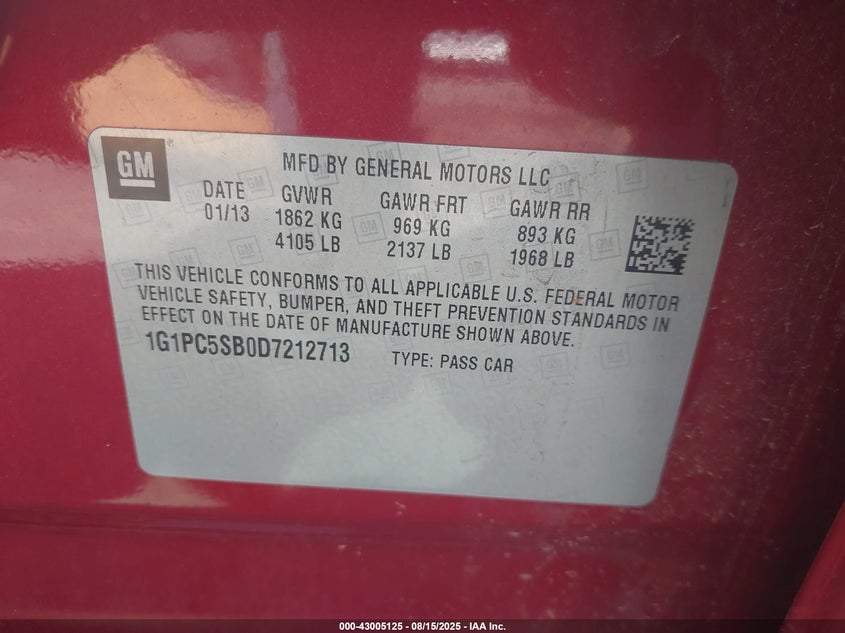 GM
MFD BY GENERAL MOTORS LLC
DATE GVWR GAWR FRT GAWR RR
01/13 1862 KG 969 KG 893 KG
4105 LB 2137 LB 1968 LB
THIS VEHICLE CONFORMS TO ALL APPLICABLE U.S. FEDERAL MOTOR
VEHICLE SAFETY, BUMPER, AND THEFT PREVENTION STANDARDS IN
EFFECT ON THE DATE OF MANUFACTURE SHOWN ABOVE.
1G1PC5SB0D7212713 TYPE: PASS CAR
000-43005125 - 08/15/2025 - IAA Inc.